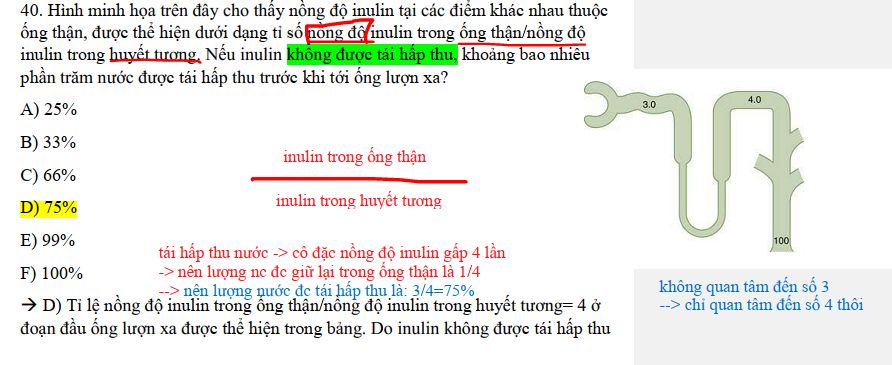 40. Hình minh họa trên đây cho thấy nồng độ inulin tại các điểm khác nhau thuộc
ống thận, được thể hiện dưới dạng tỉ số nồng độ inulin trong ống thận/nồng độ
inulin trong huyết tương. Nếu inulin không được tái hấp thu, khoảng bao nhiêu
phần trăm nước được tái hấp thu trước khi tới ống lượn xa?
A) 25%
B) 33%
C) 66%
D) 75%
E) 99%
F) 100%
inulin trong ống thận
inulin trong huyết tương
tái hấp thu nước -> cô đặc nồng độ inulin gấp 4 lần
-> nên lượng nc đc giữ lại trong ống thận là 1/4
--> nên lượng nước đc tái hấp thu là: 3/4=75%
→ D) Tỉ lệ nồng độ inulin trong ống thận/nồng độ inulin trong huyết tương= 4 ở
đoạn đầu ống lượn xa được thể hiện trong bảng. Do inulin không được tái hấp thu
3.0
4.0
100
không quan tâm đến số 3
--> chỉ quan tâm đến số 4 thôi